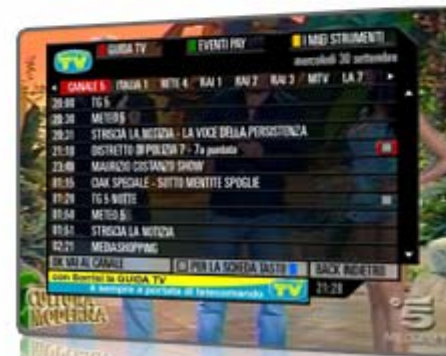 TV GUIDA TV EVENTI PAY I MIEI STRUMENTI
mercoledì 30 settembre
CANALE 5 ITALIA 1 RETE 4 RAI 1 RAI 2 RAI 3 MTV LA 7
20:00 TG 5
20:30 METEO 5
20:31 STRISCIA LA NOTIZIA - LA VOCE DELLA PERSISTENZA
21:10 DISTRETTO DI POLIZIA 7 - 7a puntata
23:40 MAURIZIO COSTANZO SHOW
01:15 CIAK SPECIALE - SOTTO MENTITE SPOGLIE
01:20 TG 5 NOTTE
01:50 METEO 5
01:51 STRISCIA LA NOTIZIA
02:21 MEDIASHOPPING
OK VAI AL CANALE PER LA SCHEDA TASTO BACK INDIETRO
con Sorrisi la GUIDA TV
è sempre a portata di telecomando TV 21:28
CULTURA
MODERNA
5